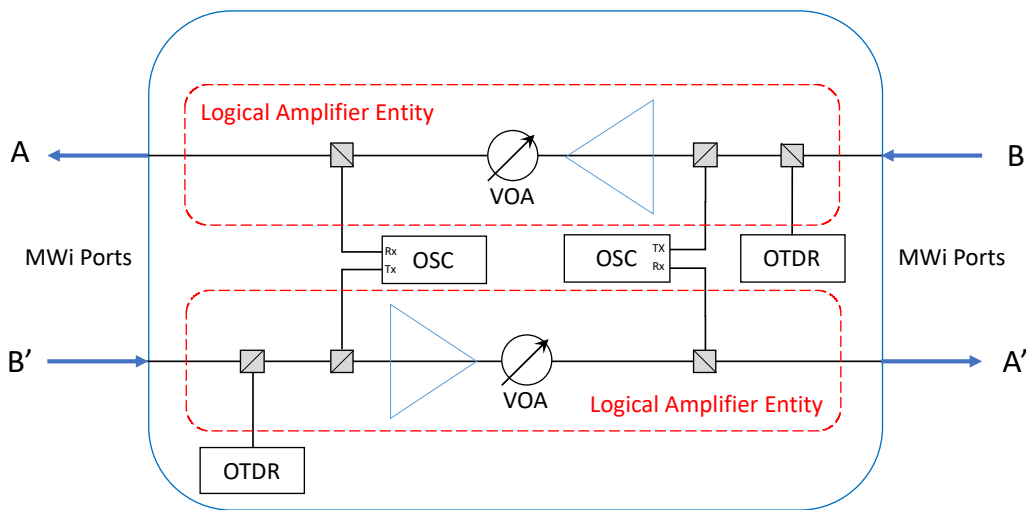 Logical Amplifier Entity
A
B
VOA
MWi Ports
Rx
Tx
OSC
OSC
TX
Rx
OTDR
MWi Ports
B’
A’
VOA
Logical Amplifier Entity
OTDR